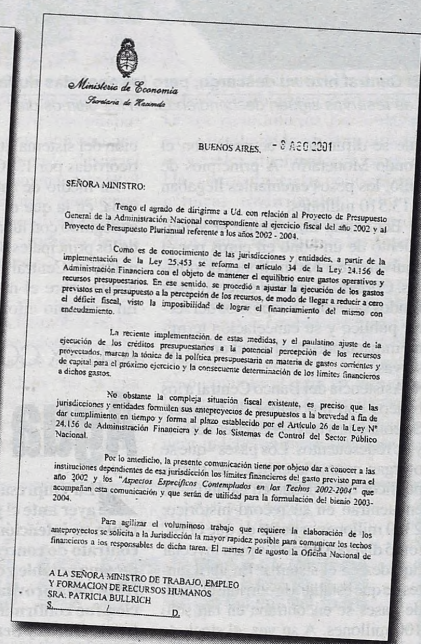 Ministerio de Economía
Secretaría de Hacienda
BUENOS AIRES, - 3 AGO 2001
SEÑORA MINISTRO:
Tengo el agrado de dirigirme a Ud. con relación al Proyecto de Presupuesto
General de la Administración Nacional correspondiente al ejercicio fiscal del año 2002 y al
Proyecto de Presupuesto Plurianual referente a los años 2002 - 2004.
Como es de conocimiento de las jurisdicciones y entidades, a partir de la
implementación de la Ley 25.453 se reforma el artículo 34 de la Ley 24.156 de
Administración Financiera con el objeto de mantener el equilibrio entre gastos operativos y
recursos presupuestarios. En ese sentido, se procedió a ajustar la ejecución de los gastos
previstos en el presupuesto a la percepción de los recursos, de modo de llegar a reducir a cero
el déficit fiscal, visto la imposibilidad de lograr el financiamiento del mismo con
endeudamiento.
La reciente implementación de estas medidas, y el paulatino ajuste de la
ejecución de los créditos presupuestarios a la potencial percepción de los recursos
proyectados, marcan la tónica de la política presupuestaria en materia de gastos corrientes y
de capital para el próximo ejercicio y la consecuente determinación de los límites financieros
a dichos gastos.
No obstante la compleja situación fiscal existente, es preciso que las
jurisdicciones y entidades formulen sus anteproyectos de presupuestos a la brevedad a fin de
dar cumplimiento en tiempo y forma al plazo establecido por el Artículo 26 de la Ley N°
24.156 de Administración Financiera y de los Sistemas de Control del Sector Público
Nacional.
Por lo antedicho, la presente comunicación tiene por objeto dar a conocer a las
instituciones dependientes de esa jurisdicción los límites financieros del gasto previsto para el
año 2002 y los "Aspectos Específicos Contemplados en los Techos 2002-2004" que
acompañan esta comunicación y que serán de utilidad para la formulación del bienio 2003-
2004.
Para agilizar el voluminoso trabajo que requiere la elaboración de los
anteproyectos se solicita a la Jurisdicción la mayor rapidez posible para comunicar los techos
financieros a los responsables de dicha tarea. El martes 7 de agosto la Oficina Nacional de
A LA SEÑORA MINISTRO DE TRABAJO, EMPLEO
Y FORMACIÓN DE RECURSOS HUMANOS
SRA. PATRICIA BULLRICH
S. / D.